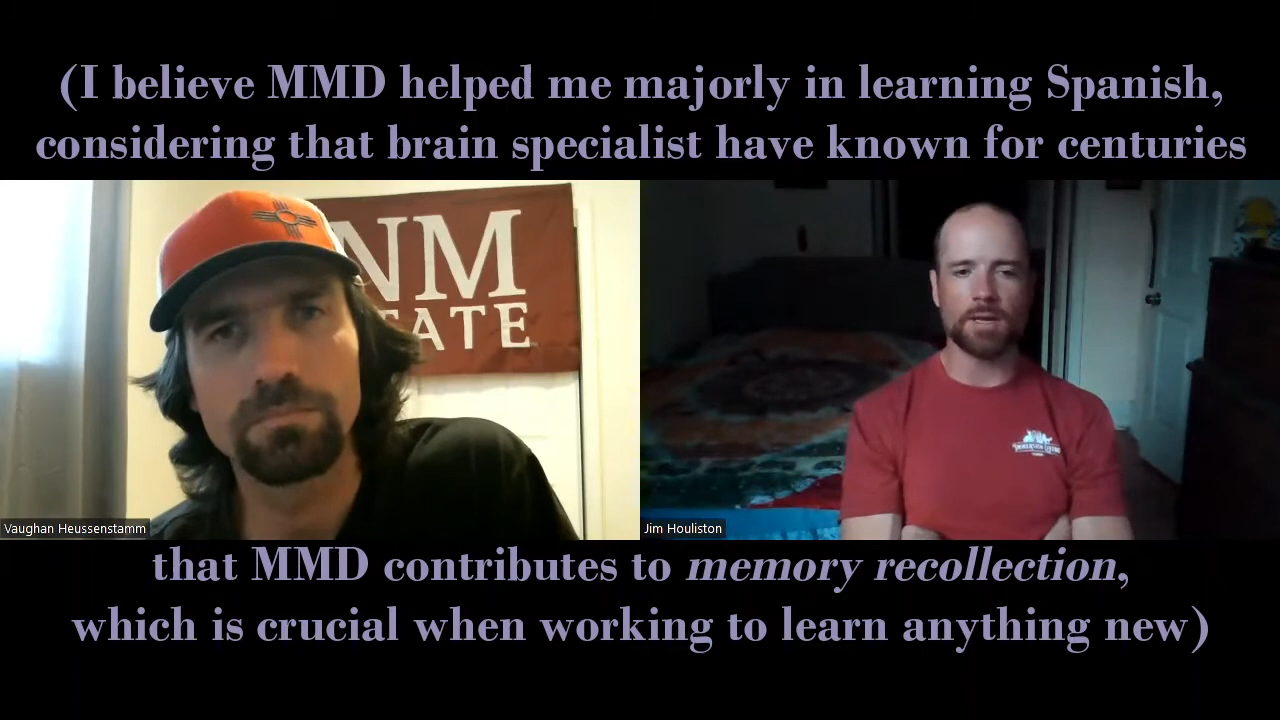 (I believe MMD helped me majorly in learning Spanish,
considering that brain specialist have known for centuries
NM
STATE
Vaughan Heussenstamm
Jim Houliston
that MMD contributes to memory recollection,
which is crucial when working to learn anything new)